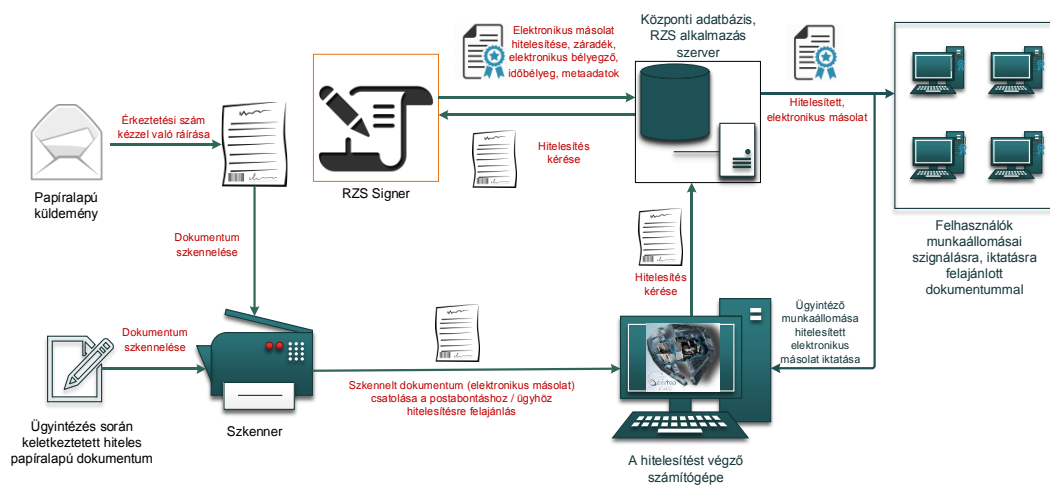 Elektronikus másolat
hitelesítése, záradék,
elektronikus bélyegző,
időbélyeg, metaadatok
Központi adatbázis,
RZS alkalmazás
szerver
Érkeztetési szám
kézzel való ráírása
Papíralapú
küldemény
RZS Signer
Hitelesítés
kérése
Hitelesített,
elektronikus másolat
Felhasználók
munkaállomásai
szignálásra, iktatásra
felajánlott
dokumentummal
Dokumentum
szkennelése
Hitelesítés
kérése
Dokumentum
szkennelése
Ügyintéző
munkaállomása
hitelesített
elektronikus
másolat iktatása
Szkennelt dokumentum (elektronikus másolat)
csatolása a postabontáshoz / ügyhöz
hitelesítésre felajánlás
Ügyintézés során
keletkeztetett hiteles
papíralapú dokumentum
Szkenner
A hitelesítést végző
számítógépe